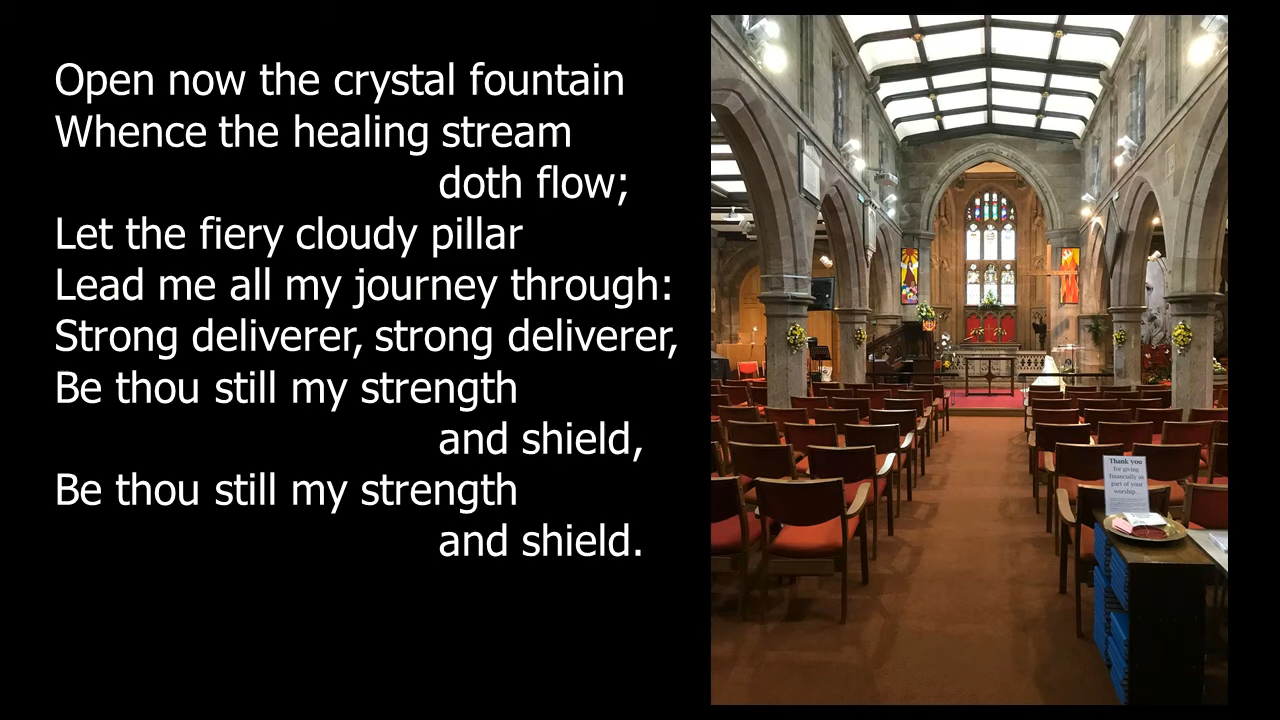 Open now the crystal fountain
Whence the healing stream
doth flow;
Let the fiery cloudy pillar
Lead me all my journey through:
Strong deliverer, strong deliverer,
Be thou still my strength
and shield,
Be thou still my strength
and shield.
Thank you
for giving
financially as
part of your
worship.